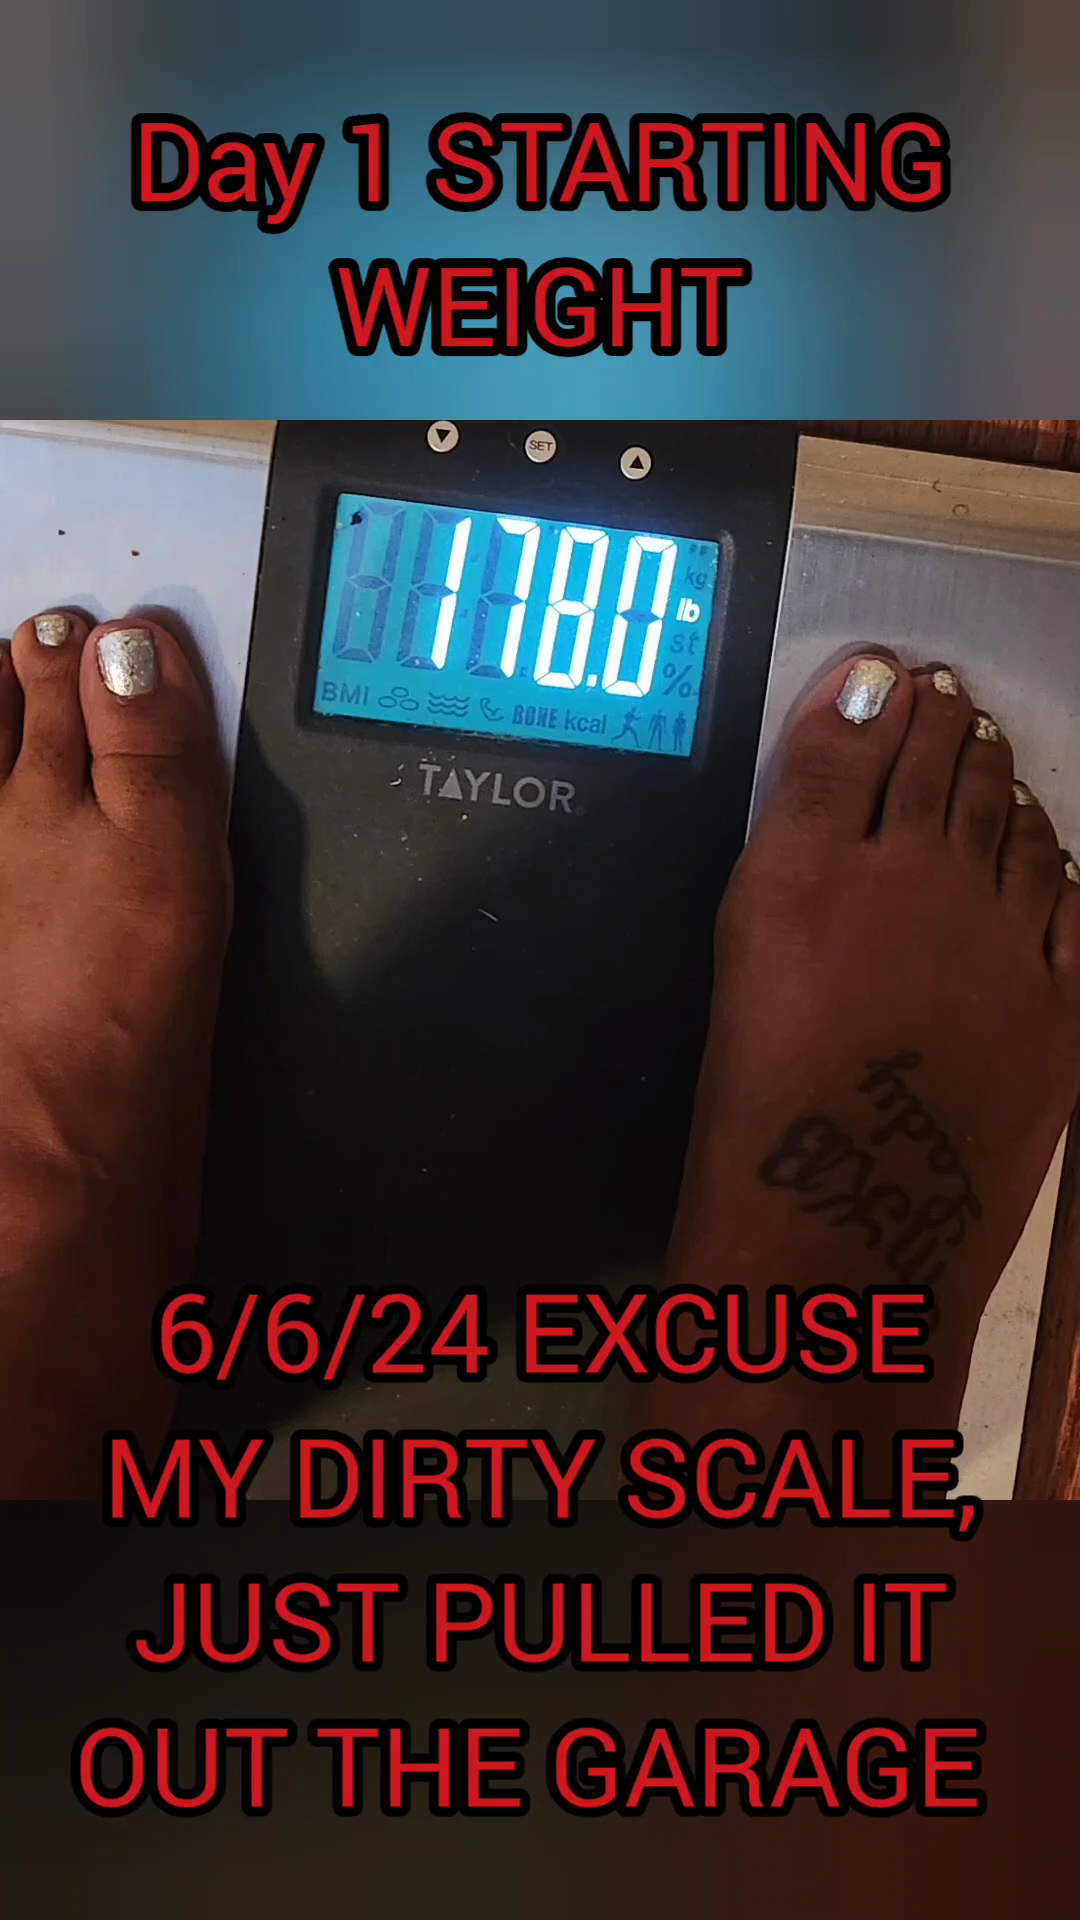 Day 1 STARTING
WEIGHT
SET
178.0
kg
lb
st
%
BMI
BONE kcal
TAYLOR
6/6/24 EXCUSE
MY DIRTY SCALE,
JUST PULLED IT
OUT THE GARAGE